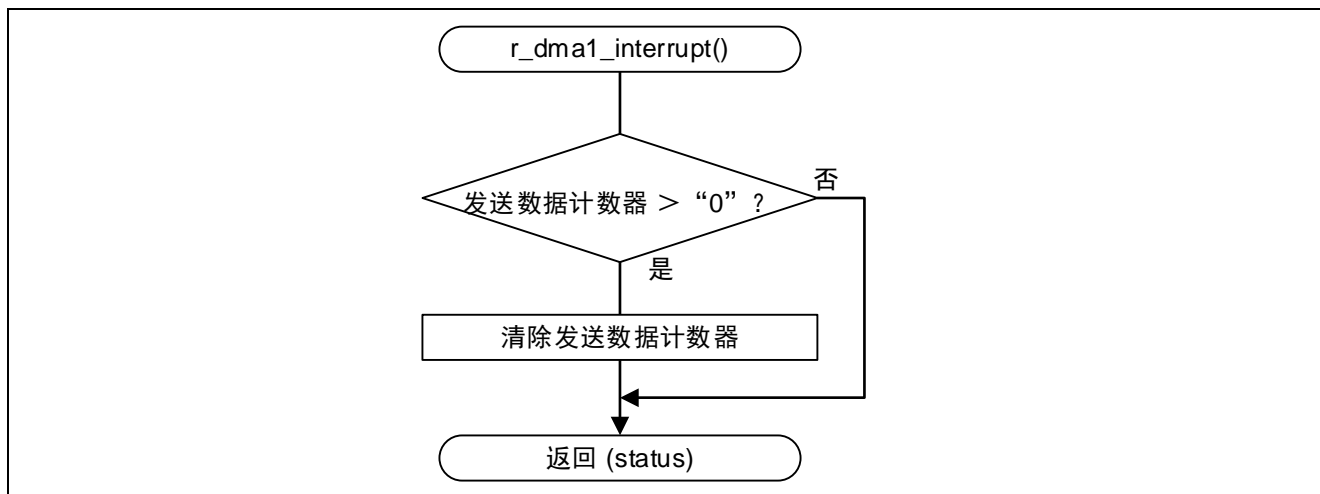 r_dma1_interrupt()
发送数据计数器 ＞ “0” ？
否
是
清除发送数据计数器
返回 (status)